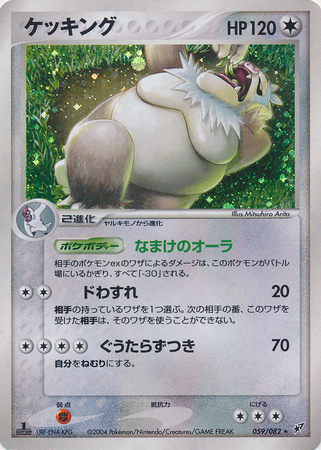 ケッキング HP120
Illus.Mitsuhiro Arita
2進化 ヤルキモノから進化
ポケボディー なまけのオーラ
相手のポケモンexのワザによるダメージは、このポケモンがバトル
場にいるかぎり、すべて「-30」される。
ドわすれ 20
相手の持っているワザを1つ選ぶ。次の相手の番、このワザを
受けた相手は、そのワザを使うことができない。
ぐうたらずつき 70
自分をねむりにする。
弱点 抵抗力 にげる
1 EDITION URF-ENA-KFG ©2004 Pokémon/Nintendo/Creatures/GAME FREAK 059/082 ★